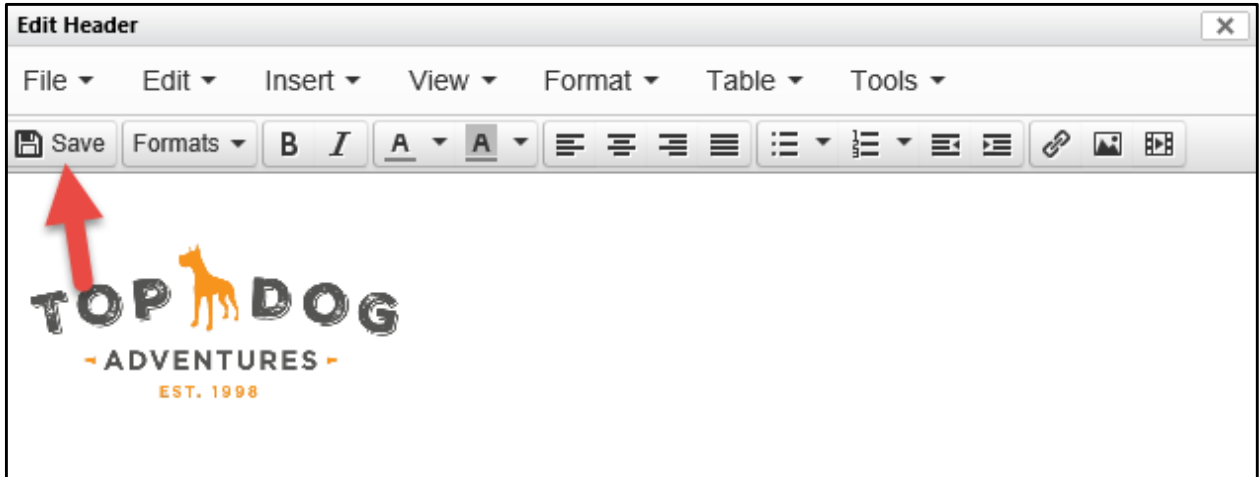 Edit Header
File Edit Insert View Format Table Tools
Save Formats B I A A
TOP DOG
- ADVENTURES -
EST. 1998